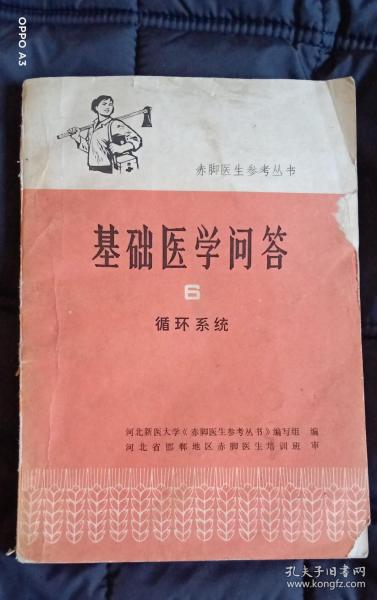 OPPO A3
赤脚医生参考丛书
基础医学问答
6
循环系统
河北新医大学《赤脚医生参考丛书》编写组 编
河北省邯郸地区赤脚医生培训班 审
孔夫子旧书网
www.kongfz.com